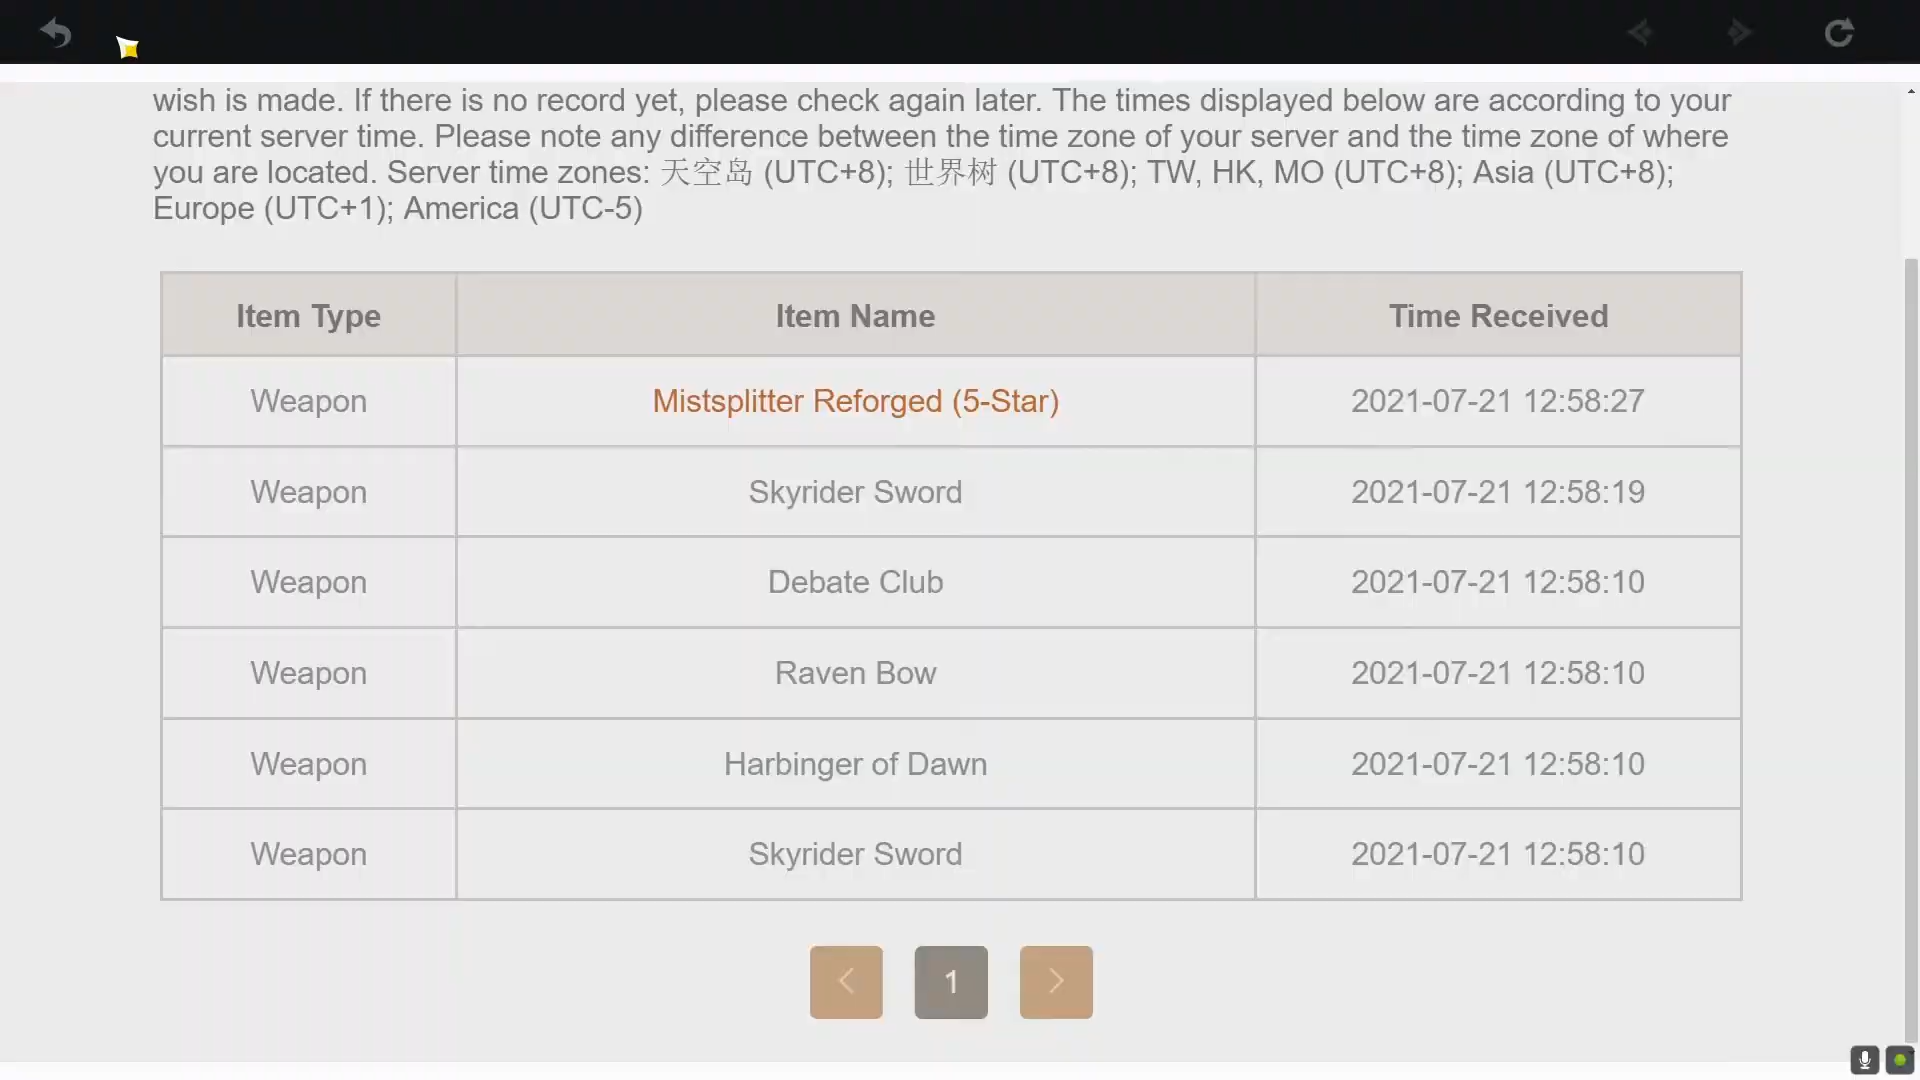 wish is made. If there is no record yet, please check again later. The times displayed below are according to your
current server time. Please note any difference between the time zone of your server and the time zone of where
you are located. Server time zones: 天空岛 (UTC+8); 世界树 (UTC+8); TW, HK, MO (UTC+8); Asia (UTC+8);
Europe (UTC+1); America (UTC-5)
Item Type Item Name Time Received
Weapon Mistsplitter Reforged (5-Star) 2021-07-21 12:58:27
Weapon Skyrider Sword 2021-07-21 12:58:19
Weapon Debate Club 2021-07-21 12:58:10
Weapon Raven Bow 2021-07-21 12:58:10
Weapon Harbinger of Dawn 2021-07-21 12:58:10
Weapon Skyrider Sword 2021-07-21 12:58:10
1